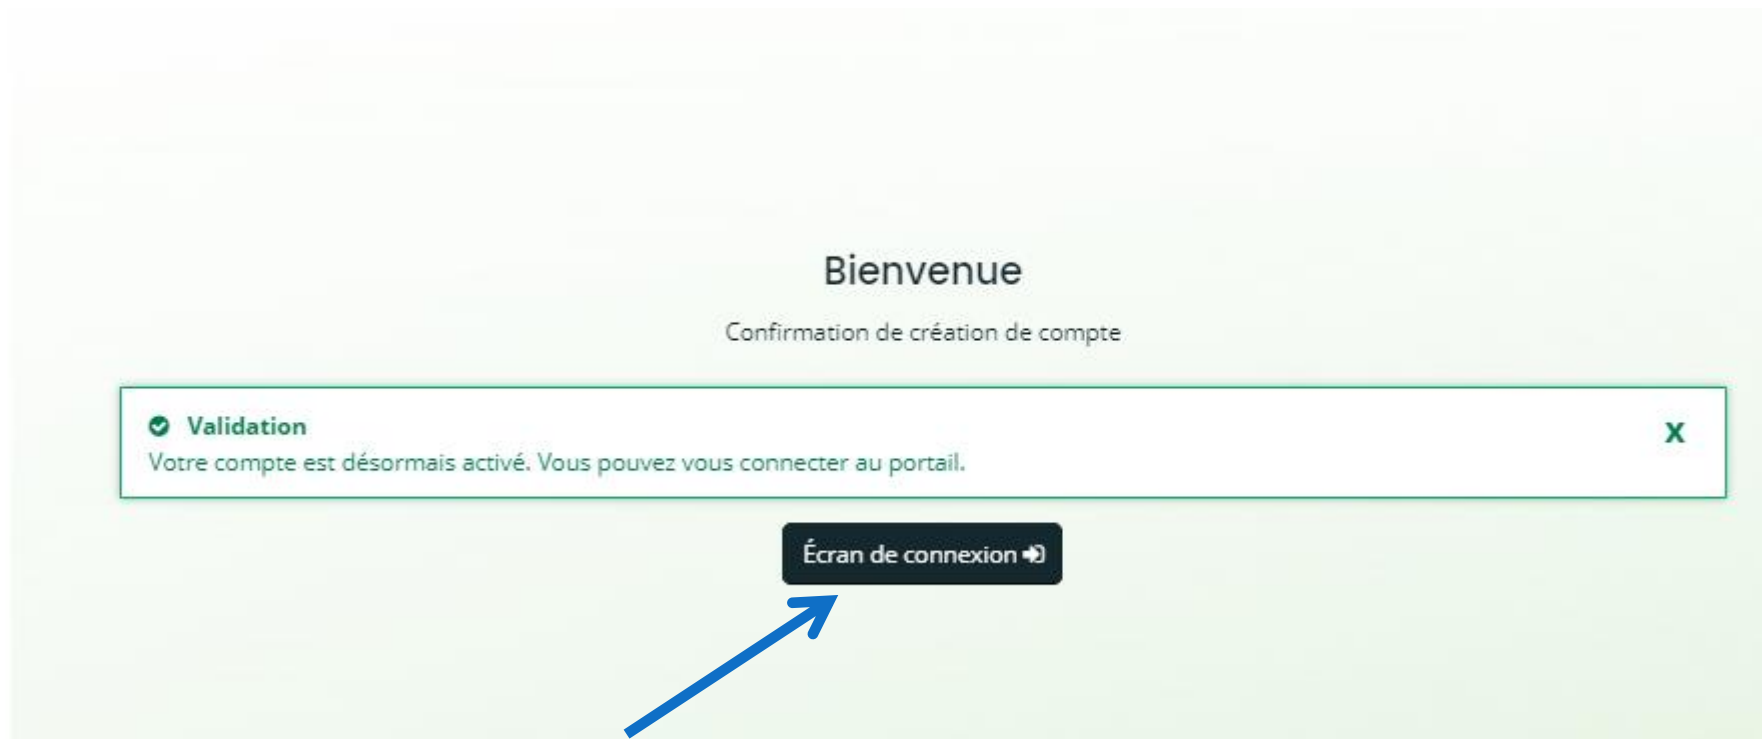 Bienvenue
Confirmation de création de compte
Validation
X
Votre compte est désormais activé. Vous pouvez vous connecter au portail.
Écran de connexion